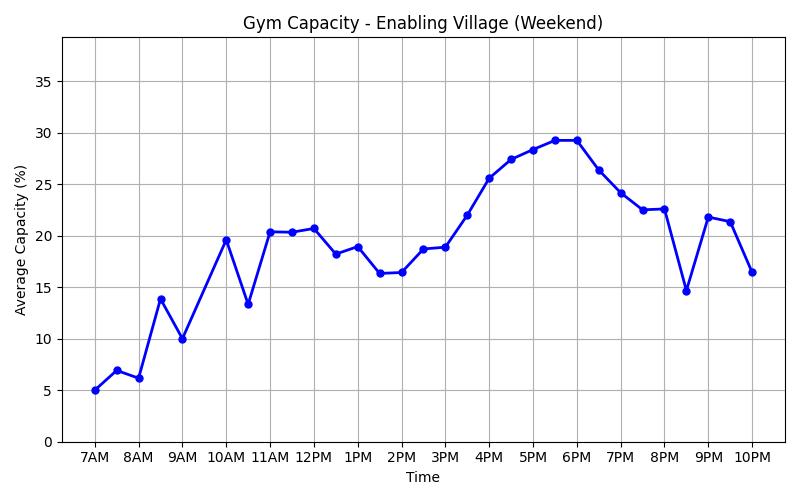 Gym Capacity - Enabling Village (Weekend)
Average Capacity (%)
35
30
25
20
15
10
5
0
7AM 8AM 9AM 10AM 11AM 12PM 1PM 2PM 3PM 4PM 5PM 6PM 7PM 8PM 9PM 10PM
Time